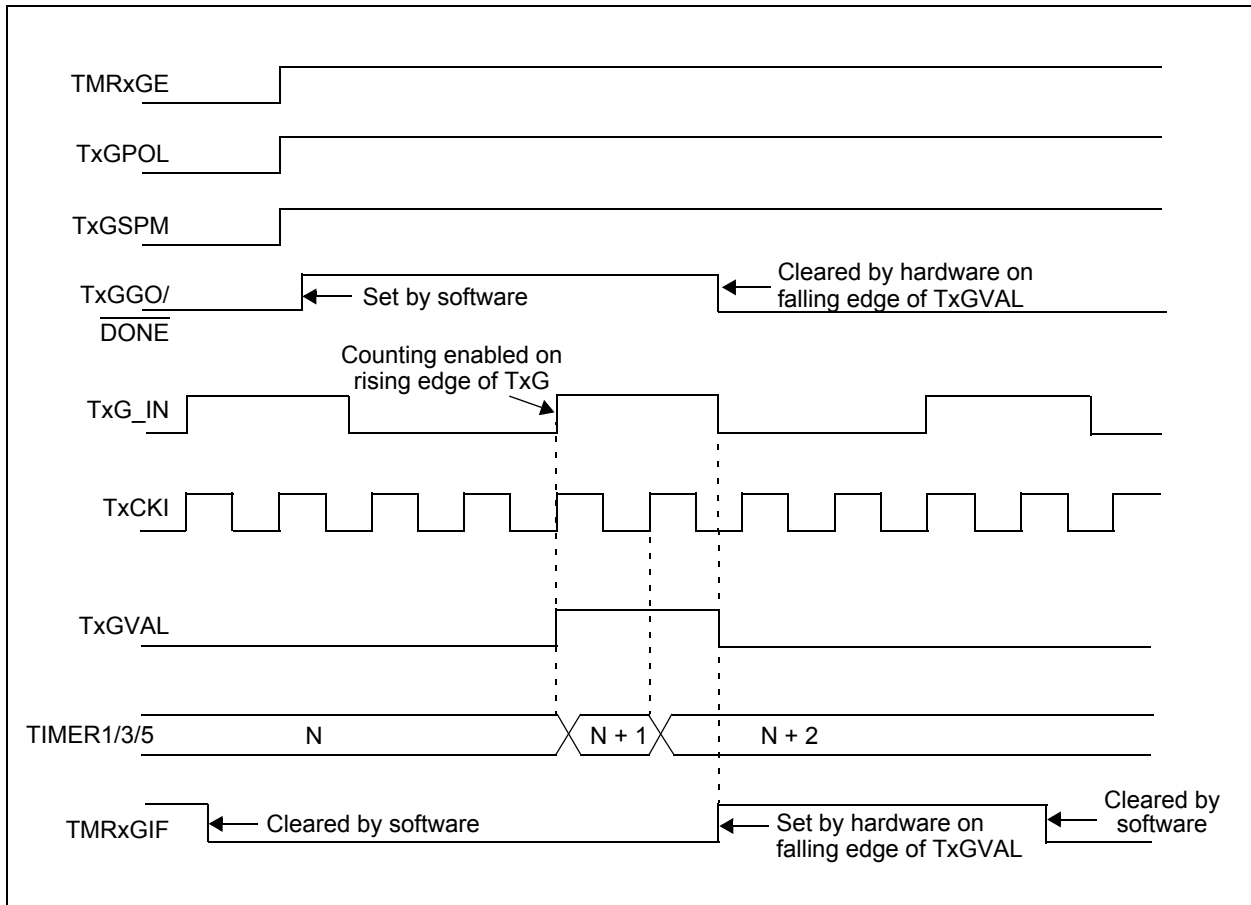 TMRxGE
TxGPOL
TxGSPM
TxGGO/
DONE
Set by software
Cleared by hardware on
falling edge of TxGVAL
Counting enabled on
rising edge of TxG
TxG_IN
TxCKI
TxGVAL
TIMER1/3/5
N
N + 1
N + 2
TMRxGIF
Cleared by software
Set by hardware on
falling edge of TxGVAL
Cleared by
software